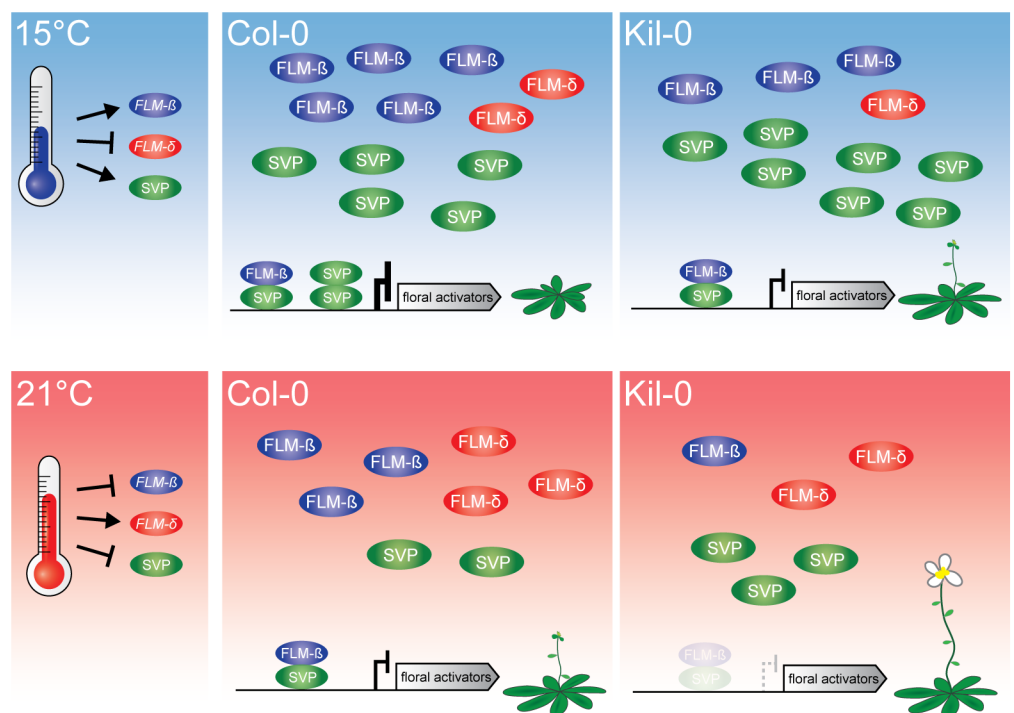 15°C
FLM-ß
FLM-δ
SVP
Col-0
FLM-ß
FLM-ß
FLM-ß
FLM-δ
FLM-ß
FLM-ß
FLM-δ
SVP
SVP
SVP
SVP
SVP
FLM-ß
SVP
SVP
SVP
floral activators
Kil-0
FLM-ß
FLM-ß
FLM-ß
FLM-δ
SVP
SVP
SVP
SVP
SVP
SVP
SVP
FLM-ß
SVP
floral activators
21°C
FLM-ß
FLM-δ
SVP
Col-0
FLM-ß
FLM-δ
FLM-ß
FLM-δ
FLM-ß
FLM-δ
SVP
SVP
FLM-ß
SVP
floral activators
Kil-0
FLM-ß
FLM-δ
FLM-δ
SVP
SVP
SVP
FLM-ß
SVP
floral activators